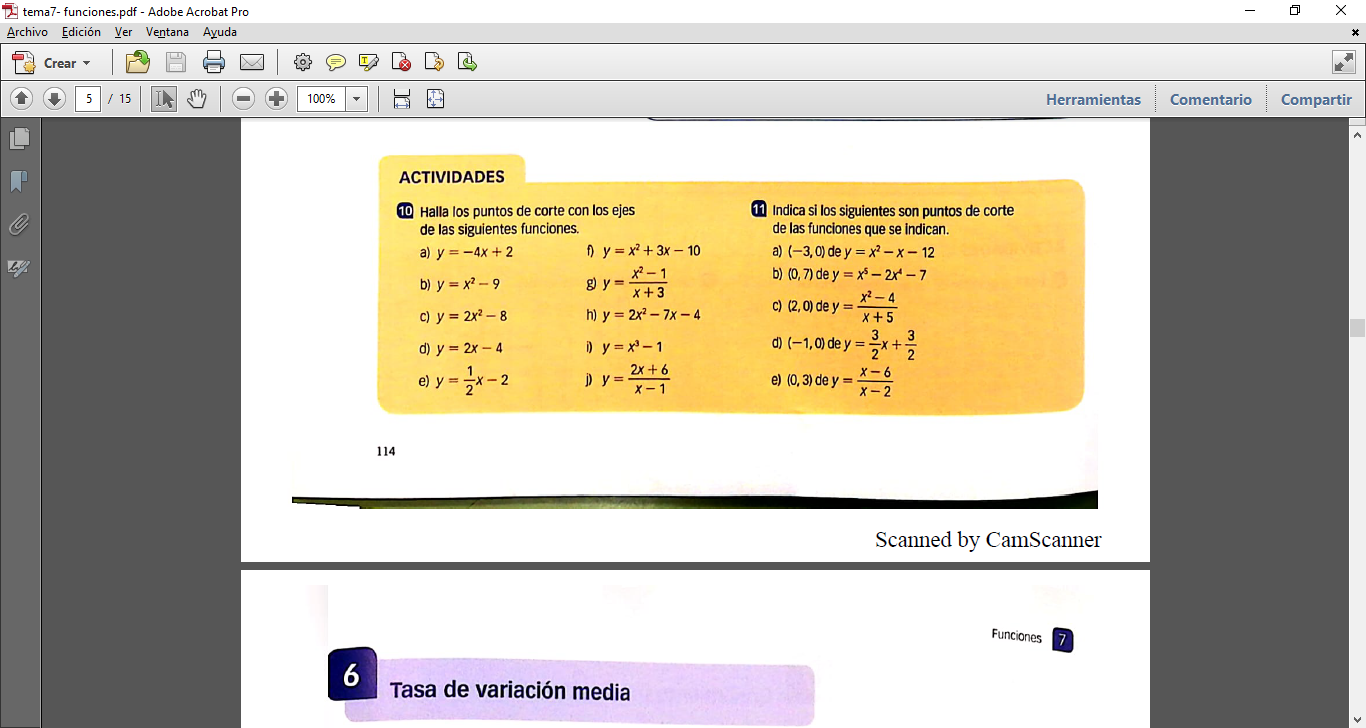 tema7- funciones.pdf - Adobe Acrobat Pro
Archivo Edición Ver Ventana Ayuda
Crear
5 / 15 100% Herramientas Comentario Compartir
ACTIVIDADES
10 Halla los puntos de corte con los ejes
de las siguientes funciones.
a) y = −4x + 2
b) y = x² − 9
c) y = 2x² − 8
d) y = 2x − 4
e) y = 1/2 x − 2
f) y = x² + 3x − 10
g) y = (x² − 1)/(x + 3)
h) y = 2x² − 7x − 4
i) y = x³ − 1
j) y = (2x + 6)/(x − 1)
11 Indica si los siguientes son puntos de corte
de las funciones que se indican.
a) (−3, 0) de y = x² − x − 12
b) (0, 7) de y = x⁵ − 2x⁴ − 7
c) (2, 0) de y = (x² − 4)/(x + 5)
d) (−1, 0) de y = 3/2 x + 3/2
e) (0, 3) de y = (x − 6)/(x − 2)
114
Scanned by CamScanner
Funciones 7
6 Tasa de variación media